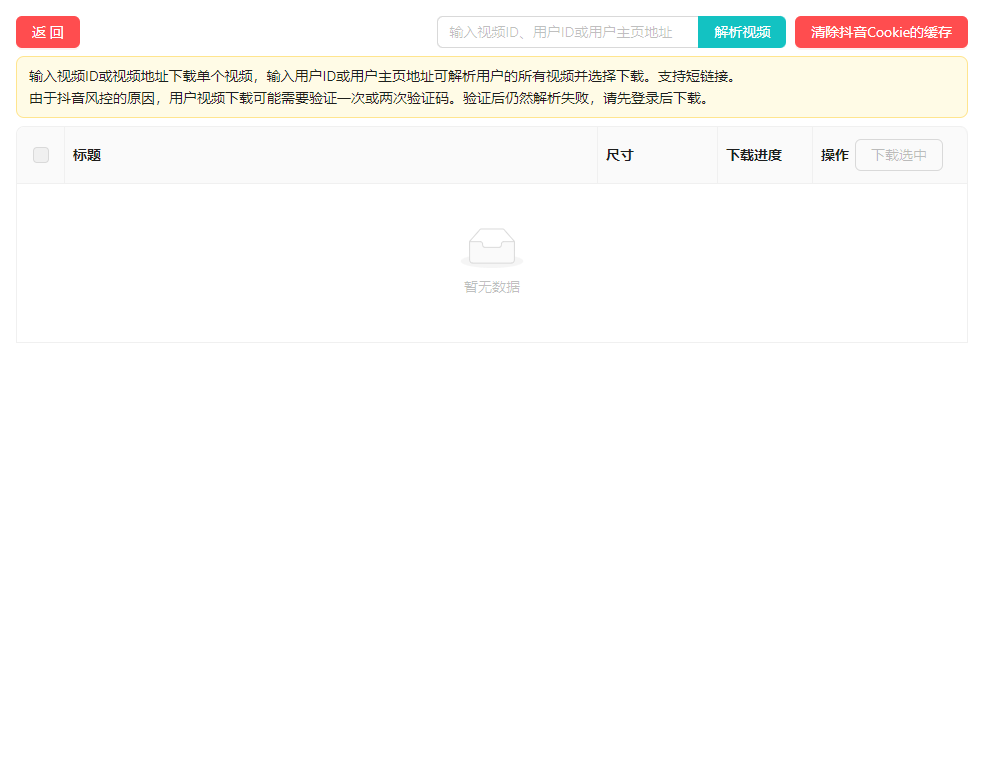 返 回
输入视频ID、用户ID或用户主页地址
解析视频
清除抖音Cookie的缓存
输入视频ID或视频地址下载单个视频，输入用户ID或用户主页地址可解析用户的所有视频并选择下载。支持短链接。
由于抖音风控的原因，用户视频下载可能需要验证一次或两次验证码。验证后仍然解析失败，请先登录后下载。
标题
尺寸
下载进度
操作
下载选中
暂无数据